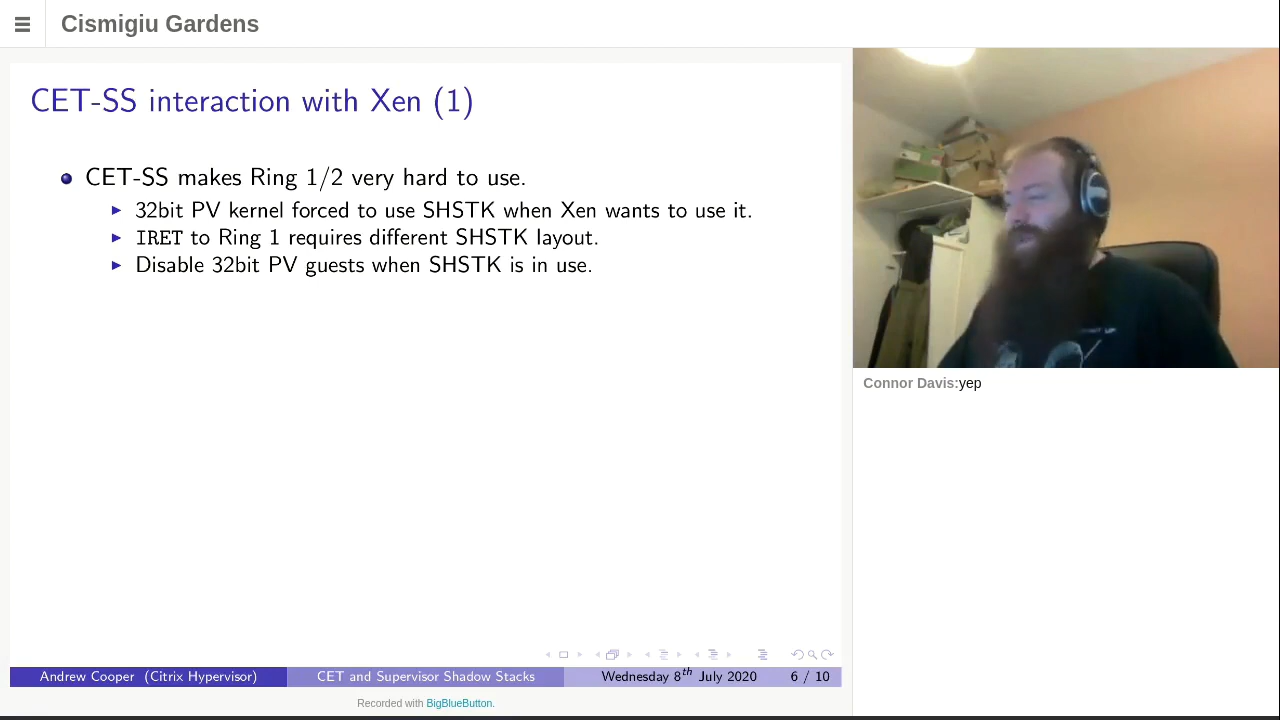 Cismigiu Gardens
CET-SS interaction with Xen (1)
CET-SS makes Ring 1/2 very hard to use.
32bit PV kernel forced to use SHSTK when Xen wants to use it.
IRET to Ring 1 requires different SHSTK layout.
Disable 32bit PV guests when SHSTK is in use.
Connor Davis:yep
Andrew Cooper (Citrix Hypervisor) CET and Supervisor Shadow Stacks Wednesday 8th July 2020 6 / 10
Recorded with BigBlueButton.